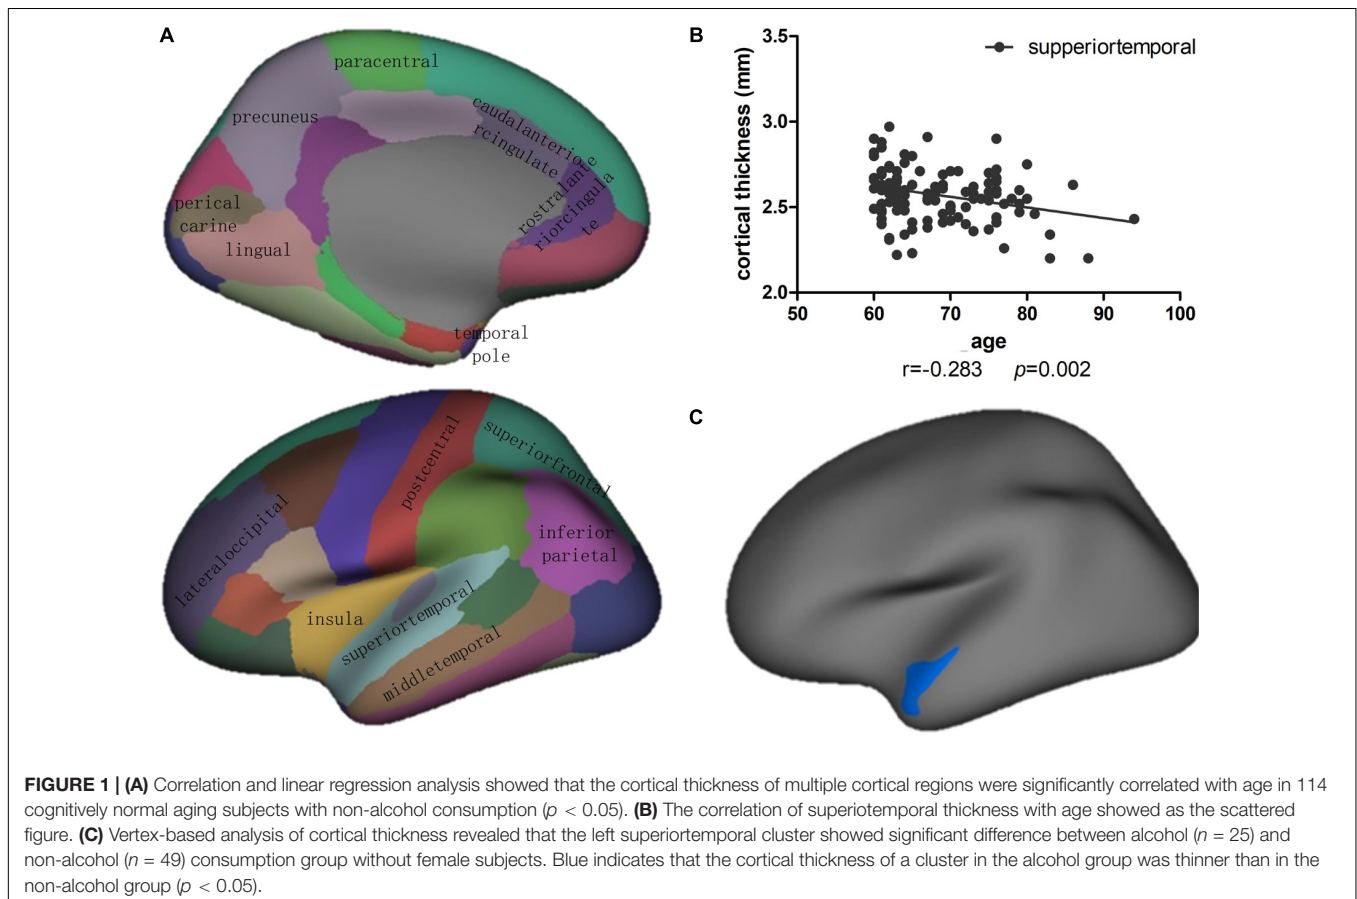 A
paracentral
precuneus
caudalanterio
rcingulate
rostralante
riorcingula
te
perical
carine
lingual
temporal
pole
B
3.5
3.0
2.5
2.0
cortical thickness (mm)
supperiortemporal
50
60
70
80
90
100
_age
r=-0.283 p=0.002
postcentral
superiorfrontal
lateraloccipital
inferior
parietal
insula
superiortemporal
middletemporal
C
FIGURE 1 | (A) Correlation and linear regression analysis showed that the cortical thickness of multiple cortical regions were significantly correlated with age in 114
cognitively normal aging subjects with non-alcohol consumption (p < 0.05). (B) The correlation of superiotemporal thickness with age showed as the scattered
figure. (C) Vertex-based analysis of cortical thickness revealed that the left superiortemporal cluster showed significant difference between alcohol (n = 25) and
non-alcohol (n = 49) consumption group without female subjects. Blue indicates that the cortical thickness of a cluster in the alcohol group was thinner than in the
non-alcohol group (p < 0.05).